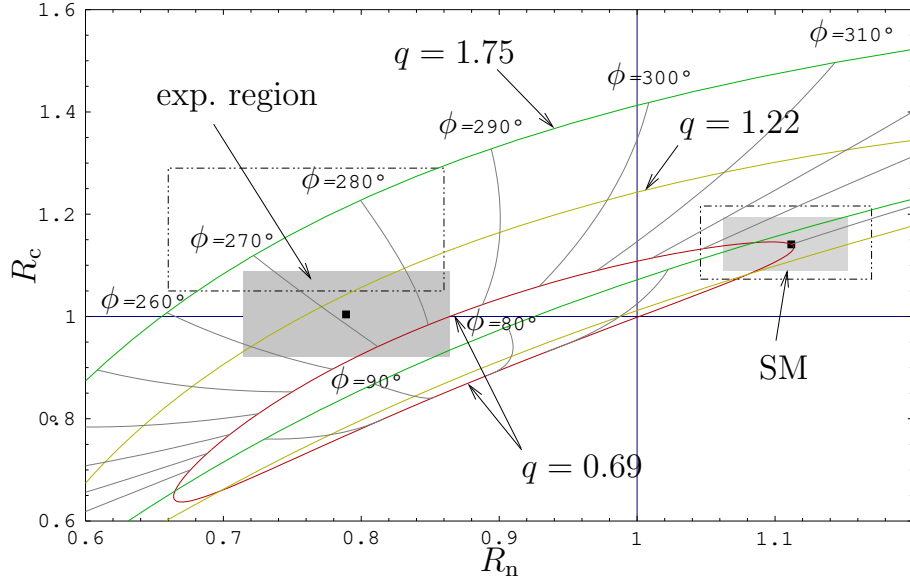 1.6
ϕ=310°
q = 1.75
ϕ=300°
exp. region
ϕ=290°
q = 1.22
1.4
ϕ=280°
1.2
ϕ=270°
R_c
ϕ=260°
1
ϕ=80°
SM
ϕ=90°
0.8
q = 0.69
0.6
0.6
0.7
0.8
0.9
1
1.1
R_n